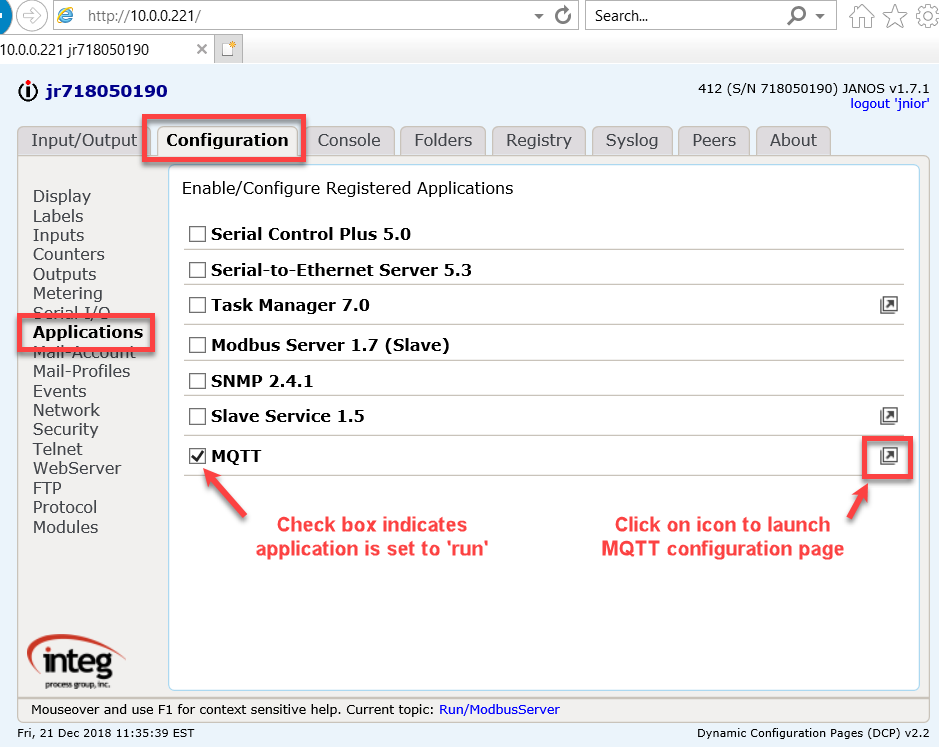 http://10.0.0.221/
Search...
10.0.0.221 jr718050190
jr718050190
412 (S/N 718050190) JANOS v1.7.1
logout 'jnior'
Input/Output Configuration Console Folders Registry Syslog Peers About
Display
Labels
Inputs
Counters
Outputs
Metering
Serial I/O
Applications
Mail-Account
Mail-Profiles
Events
Network
Security
Telnet
WebServer
FTP
Protocol
Modules
Enable/Configure Registered Applications
Serial Control Plus 5.0
Serial-to-Ethernet Server 5.3
Task Manager 7.0
Modbus Server 1.7 (Slave)
SNMP 2.4.1
Slave Service 1.5
MQTT
Check box indicates
application is set to 'run'
Click on icon to launch
MQTT configuration page
integ
process group, inc.
Mouseover and use F1 for context sensitive help. Current topic: Run/ModbusServer
Fri, 21 Dec 2018 11:35:39 EST
Dynamic Configuration Pages (DCP) v2.2